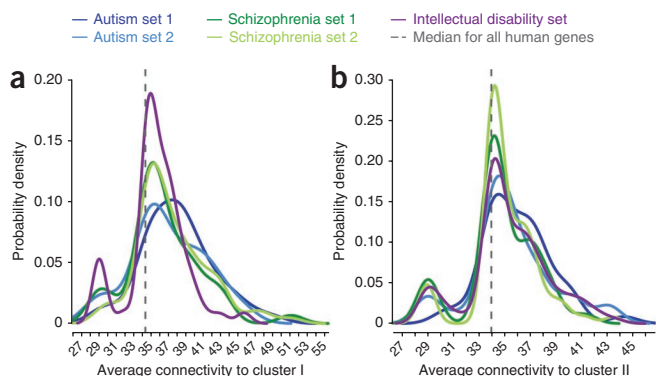 Autism set 1
Schizophrenia set 1
Intellectual disability set
Autism set 2
Schizophrenia set 2
Median for all human genes
a
Probability density
0.20
0.15
0.10
0.05
0
27 29 31 33 35 37 39 41 43 45 47 49 51 53 55
Average connectivity to cluster I
b
Probability density
0.30
0.25
0.20
0.15
0.10
0.05
0.00
27 29 31 33 35 37 39 41 43 45
Average connectivity to cluster II